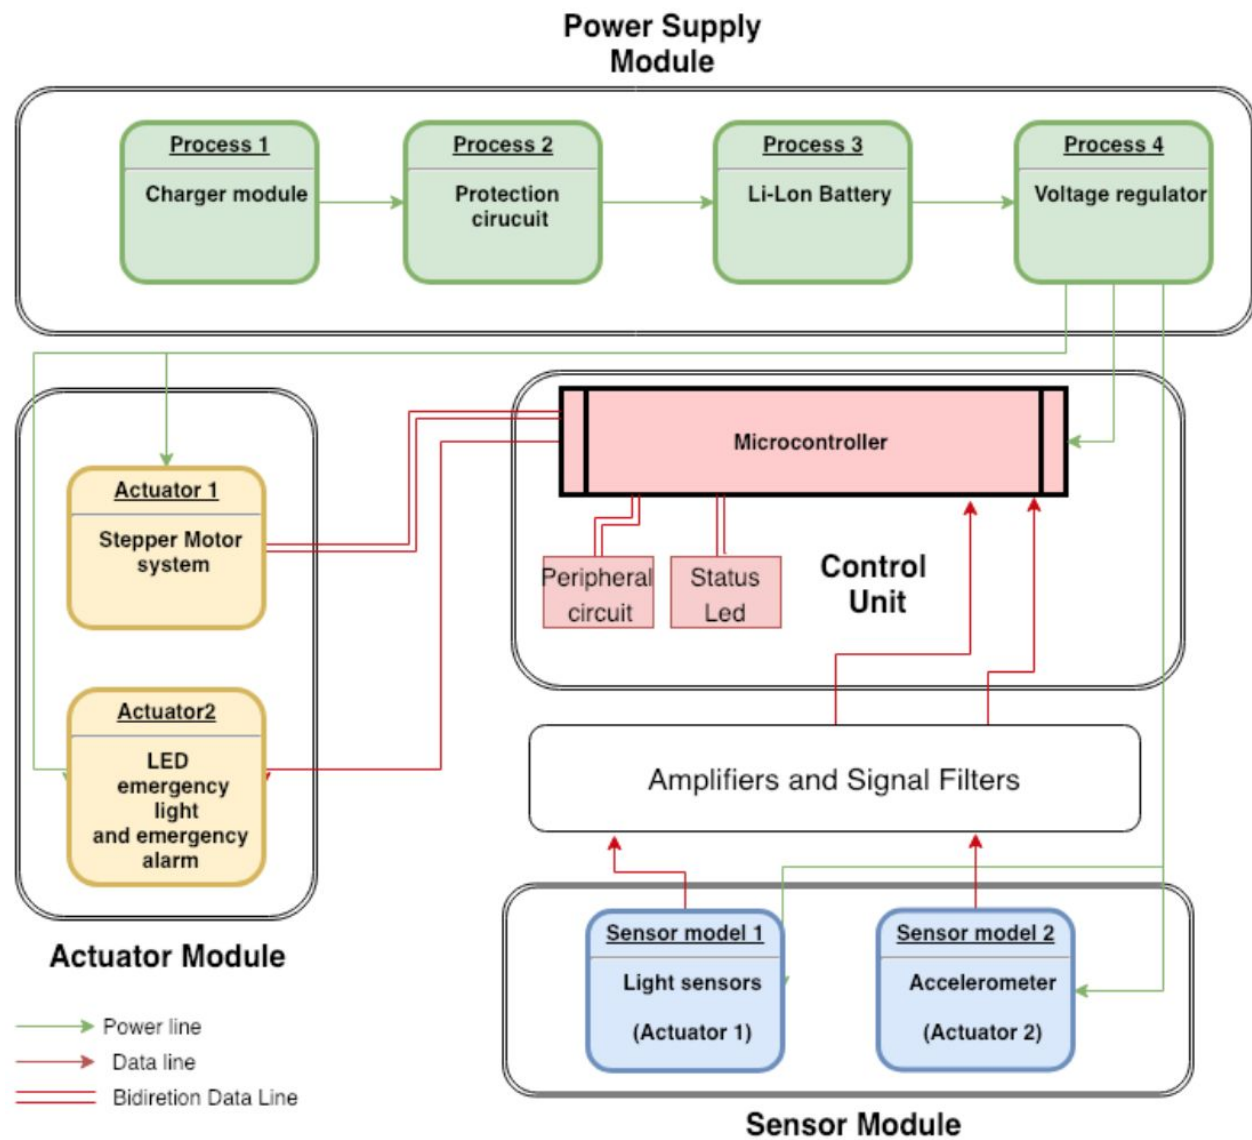 Power Supply
Module
Process 1
Charger module
Process 2
Protection
cirucuit
Process 3
Li-Lon Battery
Process 4
Voltage regulator
Microcontroller
Peripheral
circuit
Status
Led
Control
Unit
Actuator 1
Stepper Motor
system
Actuator2
LED
emergency
light
and emergency
alarm
Actuator Module
Amplifiers and Signal Filters
Sensor model 1
Light sensors
(Actuator 1)
Sensor model 2
Accelerometer
(Actuator 2)
Sensor Module
Power line
Data line
Bidiretion Data Line